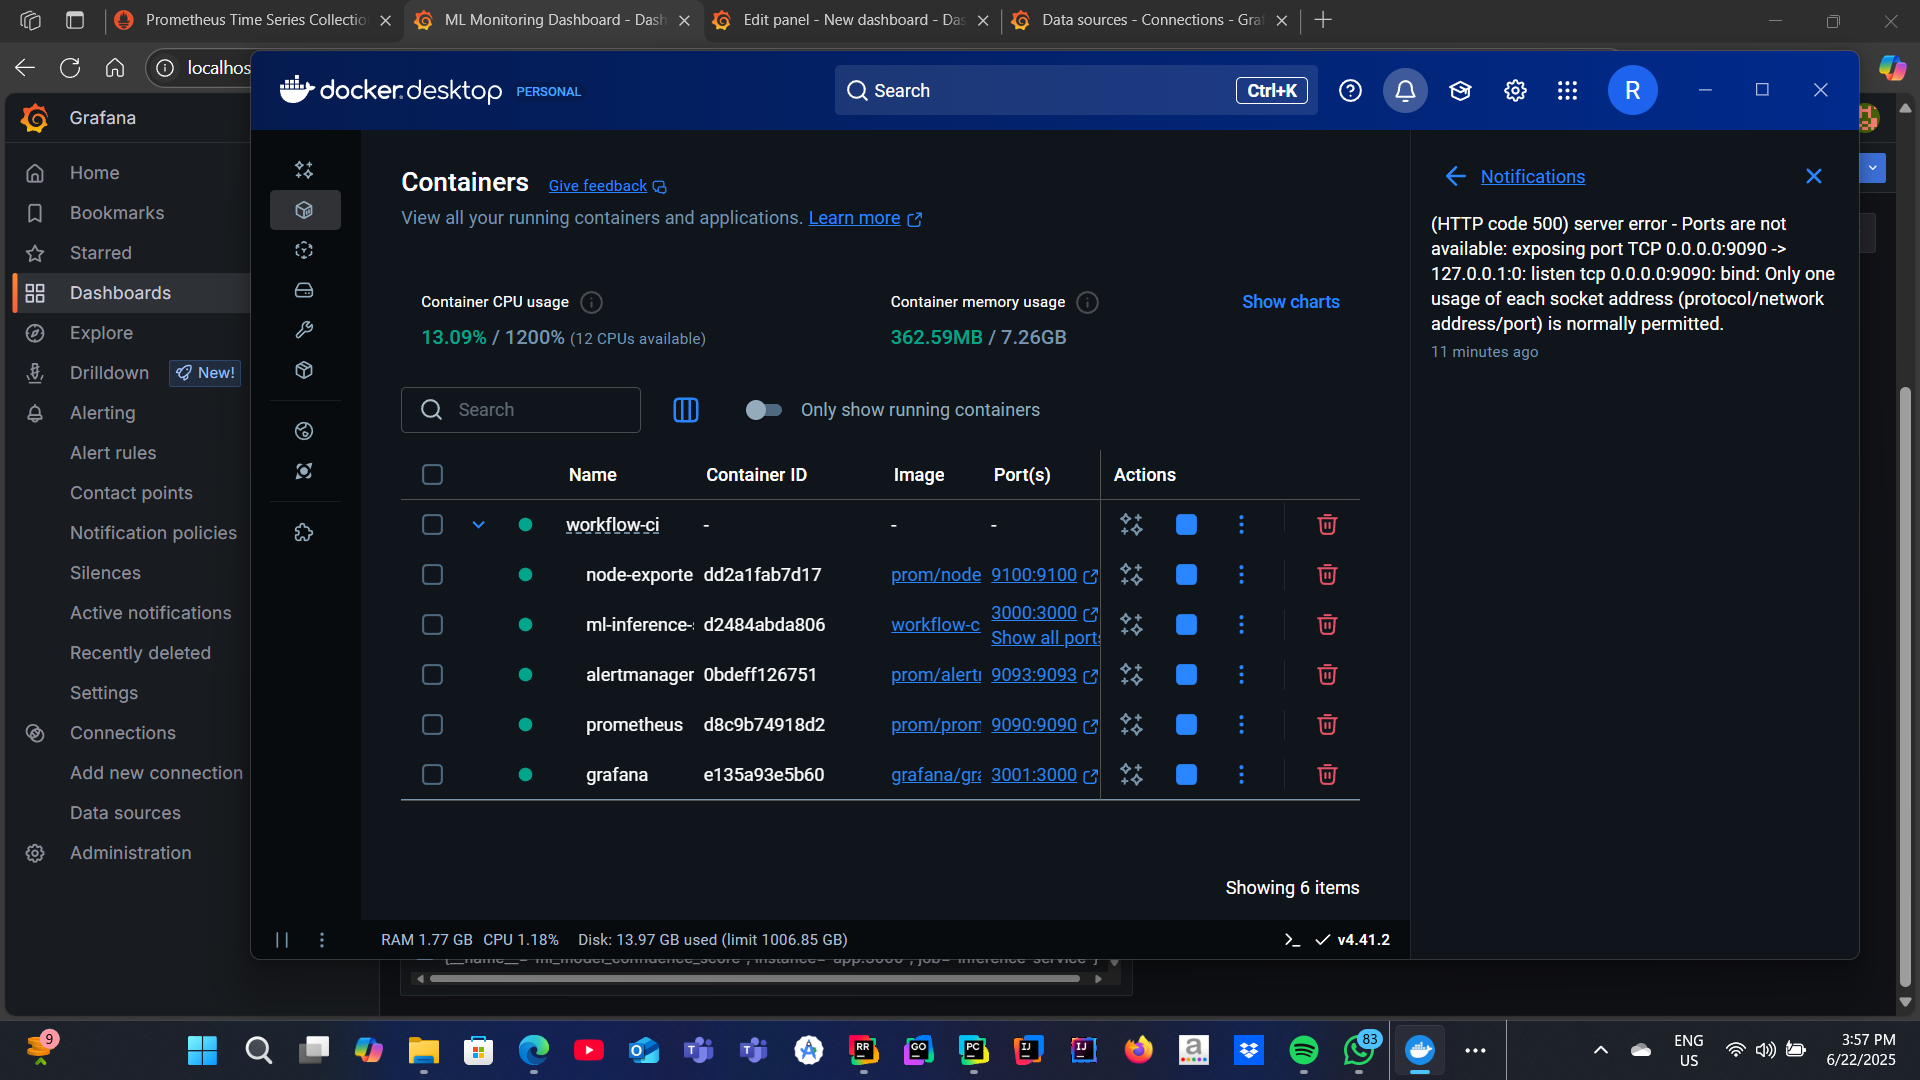 Prometheus Time Series Collectio
ML Monitoring Dashboard - Dash
Edit panel - New dashboard - Das
Data sources - Connections - Graf
localhos
docker.desktop PERSONAL
Search Ctrl+K
R
Grafana
Home
Bookmarks
Starred
Dashboards
Explore
Drilldown New!
Alerting
Alert rules
Contact points
Notification policies
Silences
Active notifications
Recently deleted
Settings
Connections
Add new connection
Data sources
Administration
Containers Give feedback
View all your running containers and applications. Learn more
Container CPU usage
13.09% / 1200% (12 CPUs available)
Container memory usage
362.59MB / 7.26GB
Show charts
Search
Only show running containers
Name Container ID Image Port(s) Actions
workflow-ci - - -
node-exporte dd2a1fab7d17 prom/node 9100:9100
ml-inference- d2484abda806 workflow-c 3000:3000
Show all ports
alertmanager 0bdeff126751 prom/alert 9093:9093
prometheus d8c9b74918d2 prom/prom 9090:9090
grafana e135a93e5b60 grafana/gra 3001:3000
Showing 6 items
Notifications
(HTTP code 500) server error - Ports are not
available: exposing port TCP 0.0.0.0:9090 ->
127.0.0.1:0: listen tcp 0.0.0.0:9090: bind: Only one
usage of each socket address (protocol/network
address/port) is normally permitted.
11 minutes ago
RAM 1.77 GB CPU 1.18% Disk: 13.97 GB used (limit 1006.85 GB)
v4.41.2
9
83
ENG
US
3:57 PM
6/22/2025